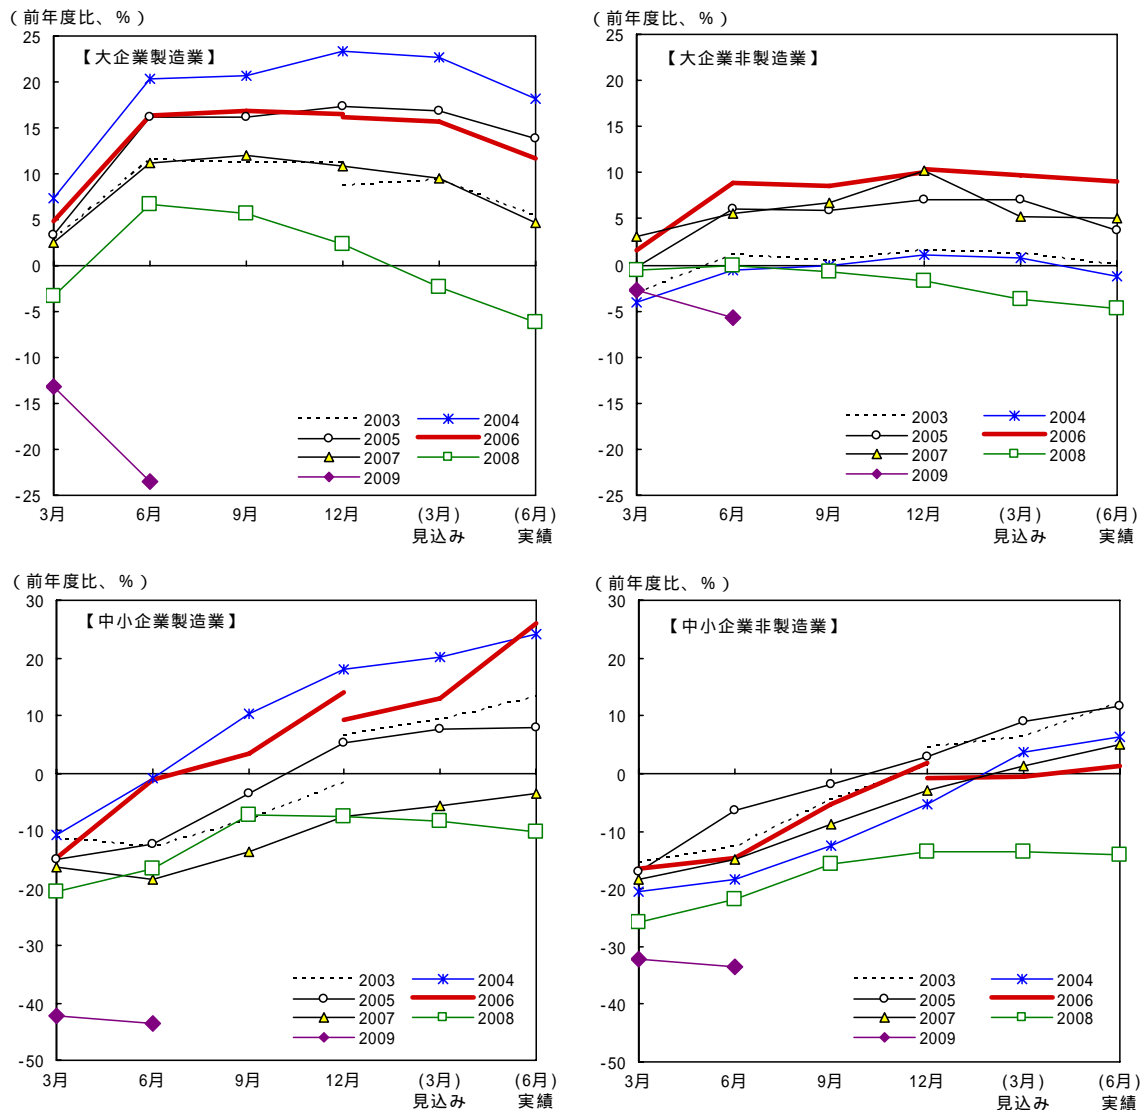 (前年度比、％)
25
【大企業製造業】
20
15
10
5
0
-5
-10
-15
-20
-25
2003
2004
2005
2006
2007
2008
2009
3月
6月
9月
12月
(3月)
(6月)
見込み
実績
(前年度比、％)
25
【大企業非製造業】
20
15
10
5
0
-5
-10
-15
-20
-25
2003
2004
2005
2006
2007
2008
2009
3月
6月
9月
12月
(3月)
(6月)
見込み
実績
(前年度比、％)
30
【中小企業製造業】
20
10
0
-10
-20
-30
-40
-50
2003
2004
2005
2006
2007
2008
2009
3月
6月
9月
12月
(3月)
(6月)
見込み
実績
(前年度比、％)
30
【中小企業非製造業】
20
10
0
-10
-20
-30
-40
-50
2003
2004
2005
2006
2007
2008
2009
3月
6月
9月
12月
(3月)
(6月)
見込み
実績